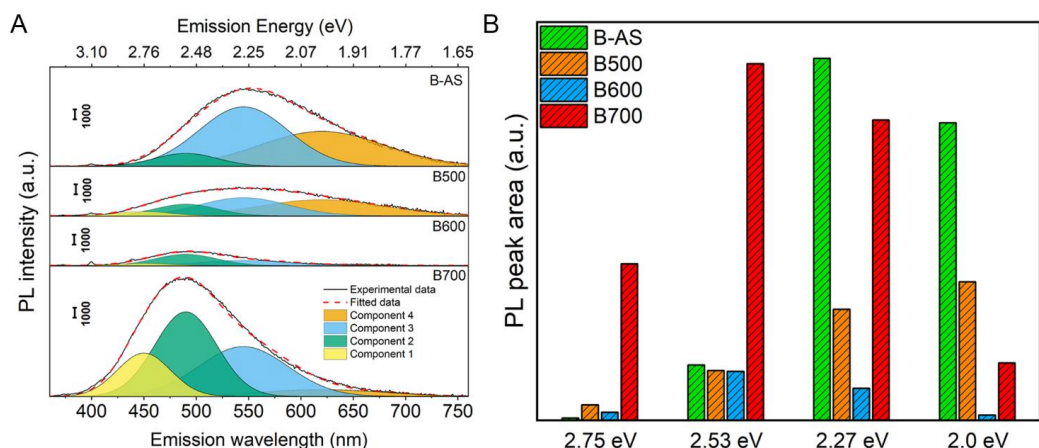 A
Emission Energy (eV)
3.10 2.76 2.48 2.25 2.07 1.91 1.77 1.65
B-AS
1000
B500
1000
B600
1000
B700
1000
Experimental data
Fitted data
Component 4
Component 3
Component 2
Component 1
PL intensity (a.u.)
400 450 500 550 600 650 700 750
Emission wavelength (nm)
B
B-AS
B500
B600
B700
PL peak area (a.u.)
2.75 eV 2.53 eV 2.27 eV 2.0 eV